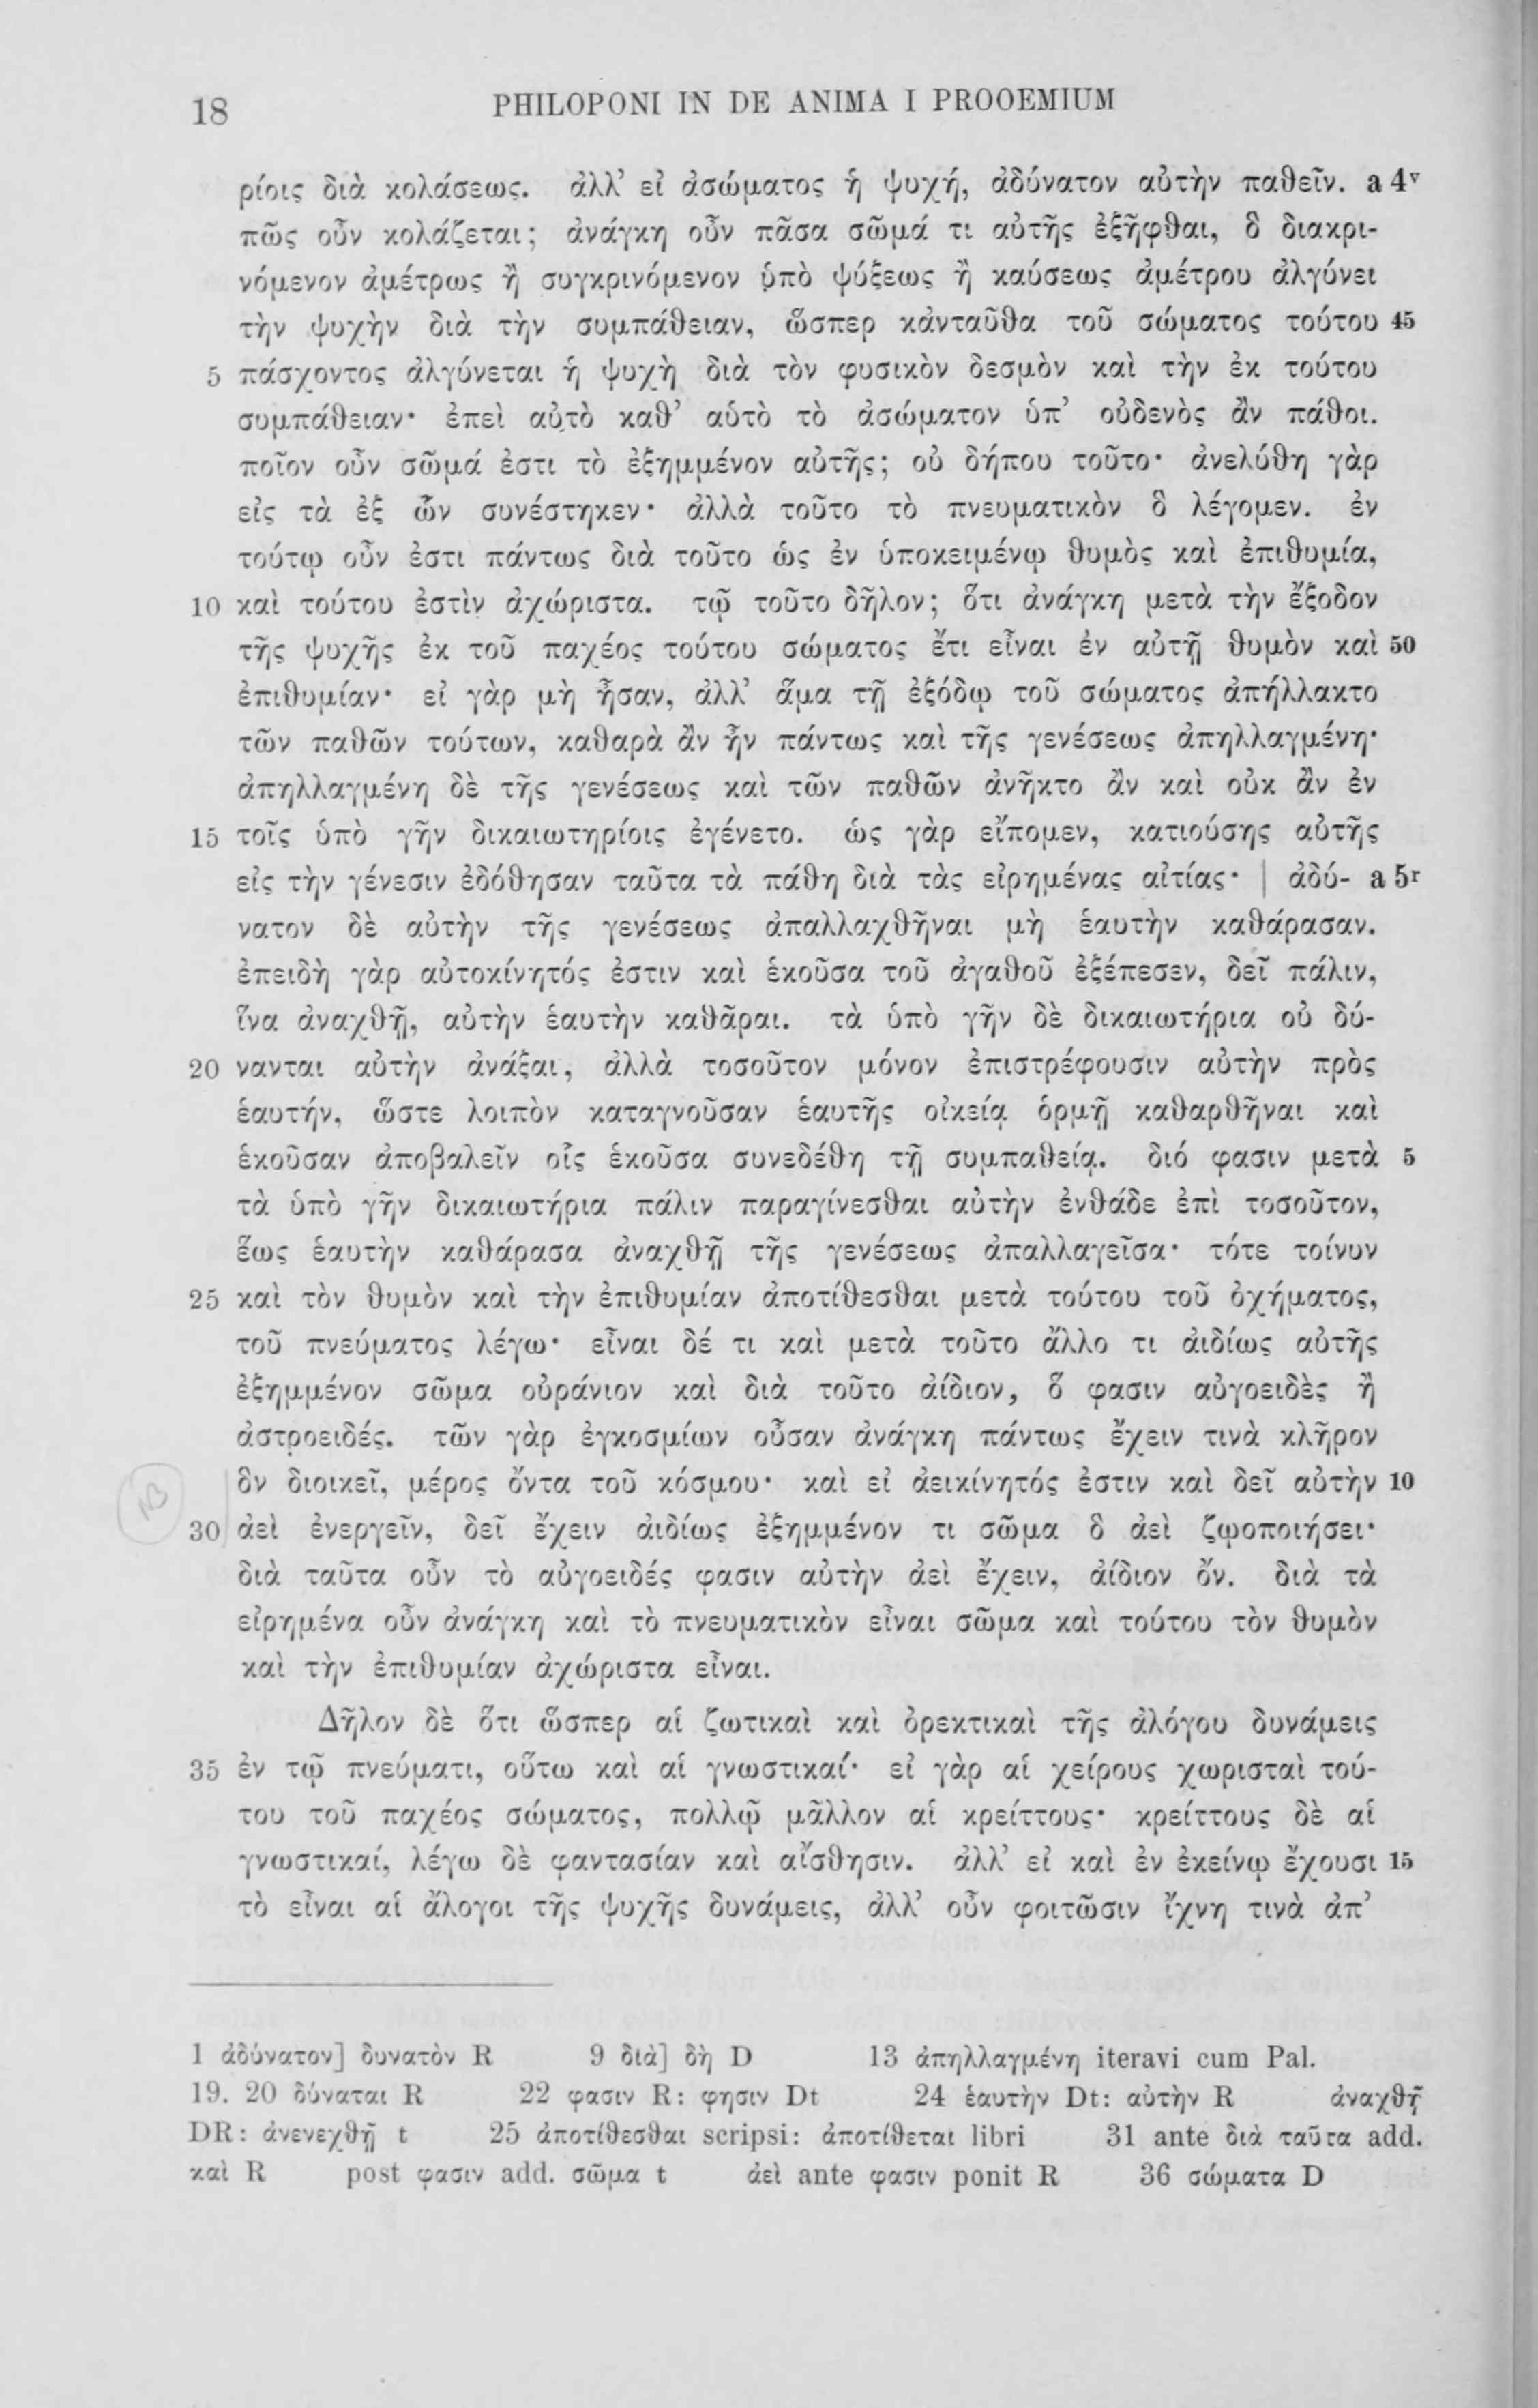 18 PHILOPONI IN DE ANIMA I PROOEMIUM
ρίοις διὰ κολάσεως. ἀλλ’ εἰ ἀσώματος ἡ ψυχή, ἀδύνατον αὐτὴν παθεῖν. a 4v
πῶς οὖν κολάζεται; ἀνάγκη οὖν πᾶσα σῶμά τι αὐτῆς ἐξῆφθαι, ὃ διακρι-
νόμενον ἀμέτρως ἢ συγκρινόμενον ὑπὸ ψύξεως ἢ καύσεως ἀμέτρου ἀλγύνει
τὴν ψυχὴν διὰ τὴν συμπάθειαν, ὥσπερ κἀνταῦθα τοῦ σώματος τούτου 45
5 πάσχοντος ἀλγύνεται ἡ ψυχὴ διὰ τὸν φυσικὸν δεσμὸν καὶ τὴν ἐκ τούτου
συμπάθειαν· ἐπεὶ αὐτὸ καθ’ αὑτὸ τὸ ἀσώματον ὑπ’ οὐδενὸς ἂν πάθοι.
ποῖον οὖν σῶμά ἐστι τὸ ἐξημμένον αὐτῆς; οὐ δήπου τοῦτο· ἀνελύθη γὰρ
εἰς τὰ ἐξ ὧν συνέστηκεν· ἀλλὰ τοῦτο τὸ πνευματικὸν ὃ λέγομεν. ἐν
τούτῳ οὖν ἐστι πάντως διὰ τοῦτο ὡς ἐν ὑποκειμένῳ θυμὸς καὶ ἐπιθυμία,
10 καὶ τούτου ἐστὶν ἀχώριστα. τῷ τοῦτο δῆλον; ὅτι ἀνάγκη μετὰ τὴν ἔξοδον
τῆς ψυχῆς ἐκ τοῦ παχέος τούτου σώματος ἔτι εἶναι ἐν αὐτῇ θυμὸν καὶ 50
ἐπιθυμίαν· εἰ γὰρ μὴ ἦσαν, ἀλλ’ ἅμα τῇ ἐξόδῳ τοῦ σώματος ἀπήλλακτο
τῶν παθῶν τούτων, καθαρὰ ἂν ἦν πάντως καὶ τῆς γενέσεως ἀπηλλαγμένη·
ἀπηλλαγμένη δὲ τῆς γενέσεως καὶ τῶν παθῶν ἀνῆκτο ἂν καὶ οὐκ ἂν ἐν
15 τοῖς ὑπὸ γῆν δικαιωτηρίοις ἐγένετο. ὡς γὰρ εἴπομεν, κατιούσης αὐτῆς
εἰς τὴν γένεσιν ἐδόθησαν ταῦτα τὰ πάθη διὰ τὰς εἰρημένας αἰτίας· | ἀδύ- a 5r
νατον δὲ αὐτὴν τῆς γενέσεως ἀπαλλαχθῆναι μὴ ἑαυτὴν καθάρασαν.
ἐπειδὴ γὰρ αὐτοκίνητός ἐστιν καὶ ἑκοῦσα τοῦ ἀγαθοῦ ἐξέπεσεν, δεῖ πάλιν,
ἵνα ἀναχθῇ, αὐτὴν ἑαυτὴν καθᾶραι. τὰ ὑπὸ γῆν δὲ δικαιωτήρια οὐ δύ-
20 νανται αὐτὴν ἀνάξαι, ἀλλὰ τοσοῦτον μόνον ἐπιστρέφουσιν αὐτὴν πρὸς
ἑαυτήν, ὥστε λοιπὸν καταγνοῦσαν ἑαυτῆς οἰκείᾳ ὁρμῇ καθαρθῆναι καὶ
ἑκοῦσαν ἀποβαλεῖν οἷς ἑκοῦσα συνεδέθη τῇ συμπαθείᾳ. διό φασιν μετὰ 5
τὰ ὑπὸ γῆν δικαιωτήρια πάλιν παραγίνεσθαι αὐτὴν ἐνθάδε ἐπὶ τοσοῦτον,
ἕως ἑαυτὴν καθάρασα ἀναχθῇ τῆς γενέσεως ἀπαλλαγεῖσα· τότε τοίνυν
25 καὶ τὸν θυμὸν καὶ τὴν ἐπιθυμίαν ἀποτίθεσθαι μετὰ τούτου τοῦ ὀχήματος,
τοῦ πνεύματος λέγω· εἶναι δέ τι καὶ μετὰ τοῦτο ἄλλο τι ἀιδίως αὐτῆς
ἐξημμένον σῶμα οὐράνιον καὶ διὰ τοῦτο ἀίδιον, ὅ φασιν αὐγοειδὲς ἢ
ἀστροειδές. τῶν γὰρ ἐγκοσμίων οὖσαν ἀνάγκη πάντως ἔχειν τινὰ κλῆρον
ὃν διοικεῖ, μέρος ὄντα τοῦ κόσμου· καὶ εἰ ἀεικίνητός ἐστιν καὶ δεῖ αὐτὴν 10
30 ἀεὶ ἐνεργεῖν, δεῖ ἔχειν ἀιδίως ἐξημμένον τι σῶμα ὃ ἀεὶ ζῳοποιήσει·
διὰ ταῦτα οὖν τὸ αὐγοειδές φασιν αὐτὴν ἀεὶ ἔχειν, ἀίδιον ὄν. διὰ τὰ
εἰρημένα οὖν ἀνάγκη καὶ τὸ πνευματικὸν εἶναι σῶμα καὶ τούτου τὸν θυμὸν
καὶ τὴν ἐπιθυμίαν ἀχώριστα εἶναι.
Δῆλον δὲ ὅτι ὥσπερ αἱ ζωτικαὶ καὶ ὀρεκτικαὶ τῆς ἀλόγου δυνάμεις
35 ἐν τῷ πνεύματι, οὕτω καὶ αἱ γνωστικαί· εἰ γὰρ αἱ χείρους χωρισταὶ τού-
του τοῦ παχέος σώματος, πολλῷ μᾶλλον αἱ κρείττους· κρείττους δὲ αἱ
γνωστικαί, λέγω δὲ φαντασίαν καὶ αἴσθησιν. ἀλλ’ εἰ καὶ ἐν ἐκείνῳ ἔχουσι 15
τὸ εἶναι αἱ ἄλογοι τῆς ψυχῆς δυνάμεις, ἀλλ’ οὖν φοιτῶσιν ἴχνη τινὰ ἀπ’
1 ἀδύνατον] δυνατὸν R 9 διὰ] δὴ D 13 ἀπηλλαγμένη iteravi cum Pal.
19. 20 δύναται R 22 φασιν R: φησιν Dt 24 ἑαυτὴν Dt: αὐτὴν R ἀναχθῇ
DR: ἀνενεχθῇ t 25 ἀποτίθεσθαι scripsi: ἀποτίθεται libri 31 ante διὰ ταῦτα add.
καὶ R post φασιν add. σῶμα t ἀεὶ ante φασιν ponit R 36 σώματα D